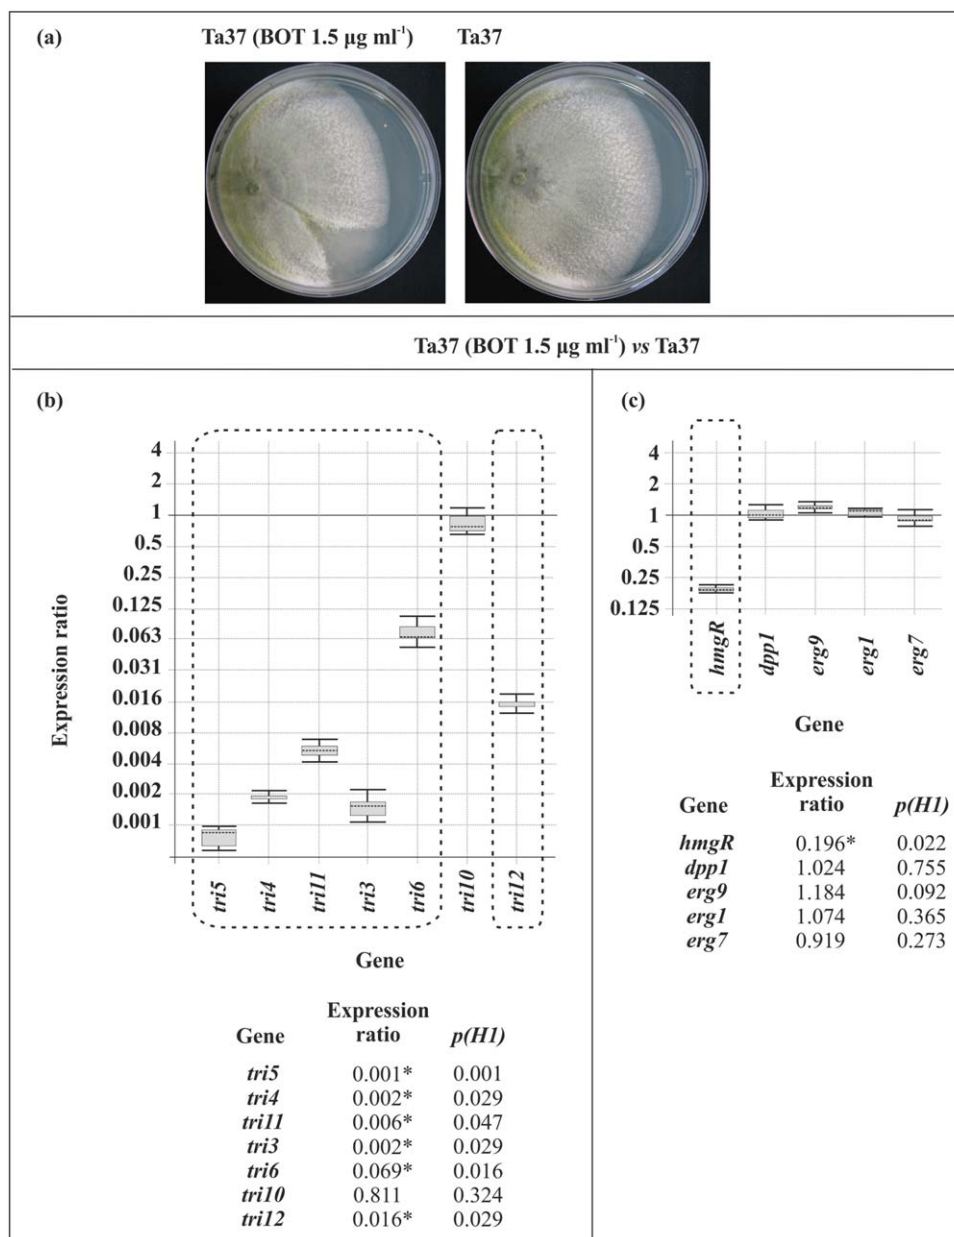 (a)
Ta37 (BOT 1.5 µg ml⁻¹) Ta37
Ta37 (BOT 1.5 µg ml⁻¹) vs Ta37
(b)
Expression ratio
4
2
1
0.5
0.25
0.125
0.063
0.031
0.016
0.008
0.004
0.002
0.001
tri5 tri4 tri11 tri3 tri6 tri10 tri12
Gene
Gene Expression ratio p(H1)
tri5 0.001* 0.001
tri4 0.002* 0.029
tri11 0.006* 0.047
tri3 0.002* 0.029
tri6 0.069* 0.016
tri10 0.811 0.324
tri12 0.016* 0.029
(c)
4
2
1
0.5
0.25
0.125
hmgR dpp1 erg9 erg1 erg7
Gene
Gene Expression ratio p(H1)
hmgR 0.196* 0.022
dpp1 1.024 0.755
erg9 1.184 0.092
erg1 1.074 0.365
erg7 0.919 0.273